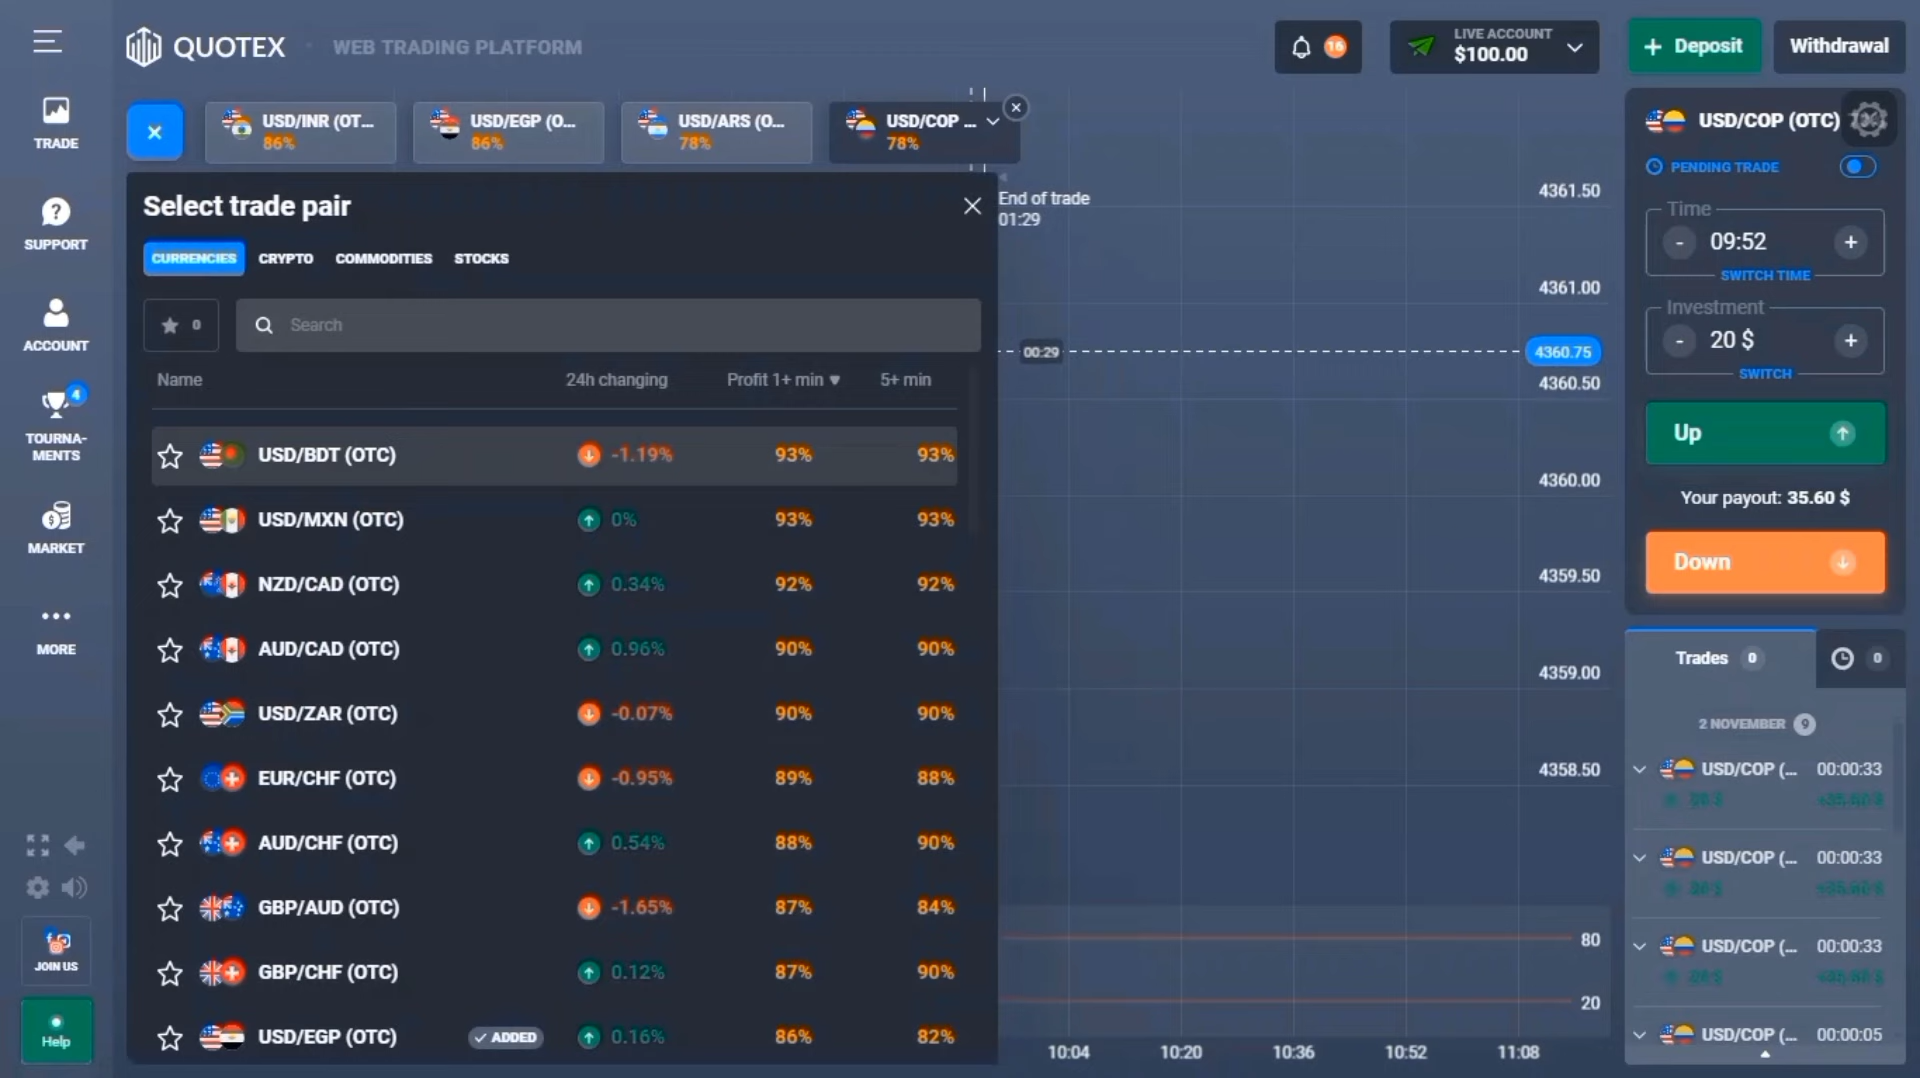 QUOTEX
WEB TRADING PLATFORM
16
LIVE ACCOUNT
$100.00
+ Deposit
Withdrawal
TRADE
SUPPORT
ACCOUNT
4
TOURNA-
MENTS
MARKET
MORE
JOIN US
Help
USD/INR (OT...
86%
USD/EGP (O...
86%
USD/ARS (O...
78%
USD/COP ...
78%
Select trade pair
CURRENCIES CRYPTO COMMODITIES STOCKS
0
Search
Name 24h changing Profit 1+ min 5+ min
USD/BDT (OTC) -1.19% 93% 93%
USD/MXN (OTC) 0% 93% 93%
NZD/CAD (OTC) 0.34% 92% 92%
AUD/CAD (OTC) 0.96% 90% 90%
USD/ZAR (OTC) -0.07% 90% 90%
EUR/CHF (OTC) -0.95% 89% 88%
AUD/CHF (OTC) 0.54% 88% 90%
GBP/AUD (OTC) -1.65% 87% 84%
GBP/CHF (OTC) 0.12% 87% 90%
USD/EGP (OTC) ADDED 0.16% 86% 82%
End of trade
01:29
00:29
4361.50
4361.00
4360.75
4360.50
4360.00
4359.50
4359.00
4358.50
80
20
10:04 10:20 10:36 10:52 11:08
USD/COP (OTC)
PENDING TRADE
Time
- 09:52 +
SWITCH TIME
Investment
- 20 $ +
SWITCH
Up
Your payout: 35.60 $
Down
Trades 0
0
2 NOVEMBER 9
USD/COP (... 00:00:33
USD/COP (... 00:00:33
USD/COP (... 00:00:33
USD/COP (... 00:00:05